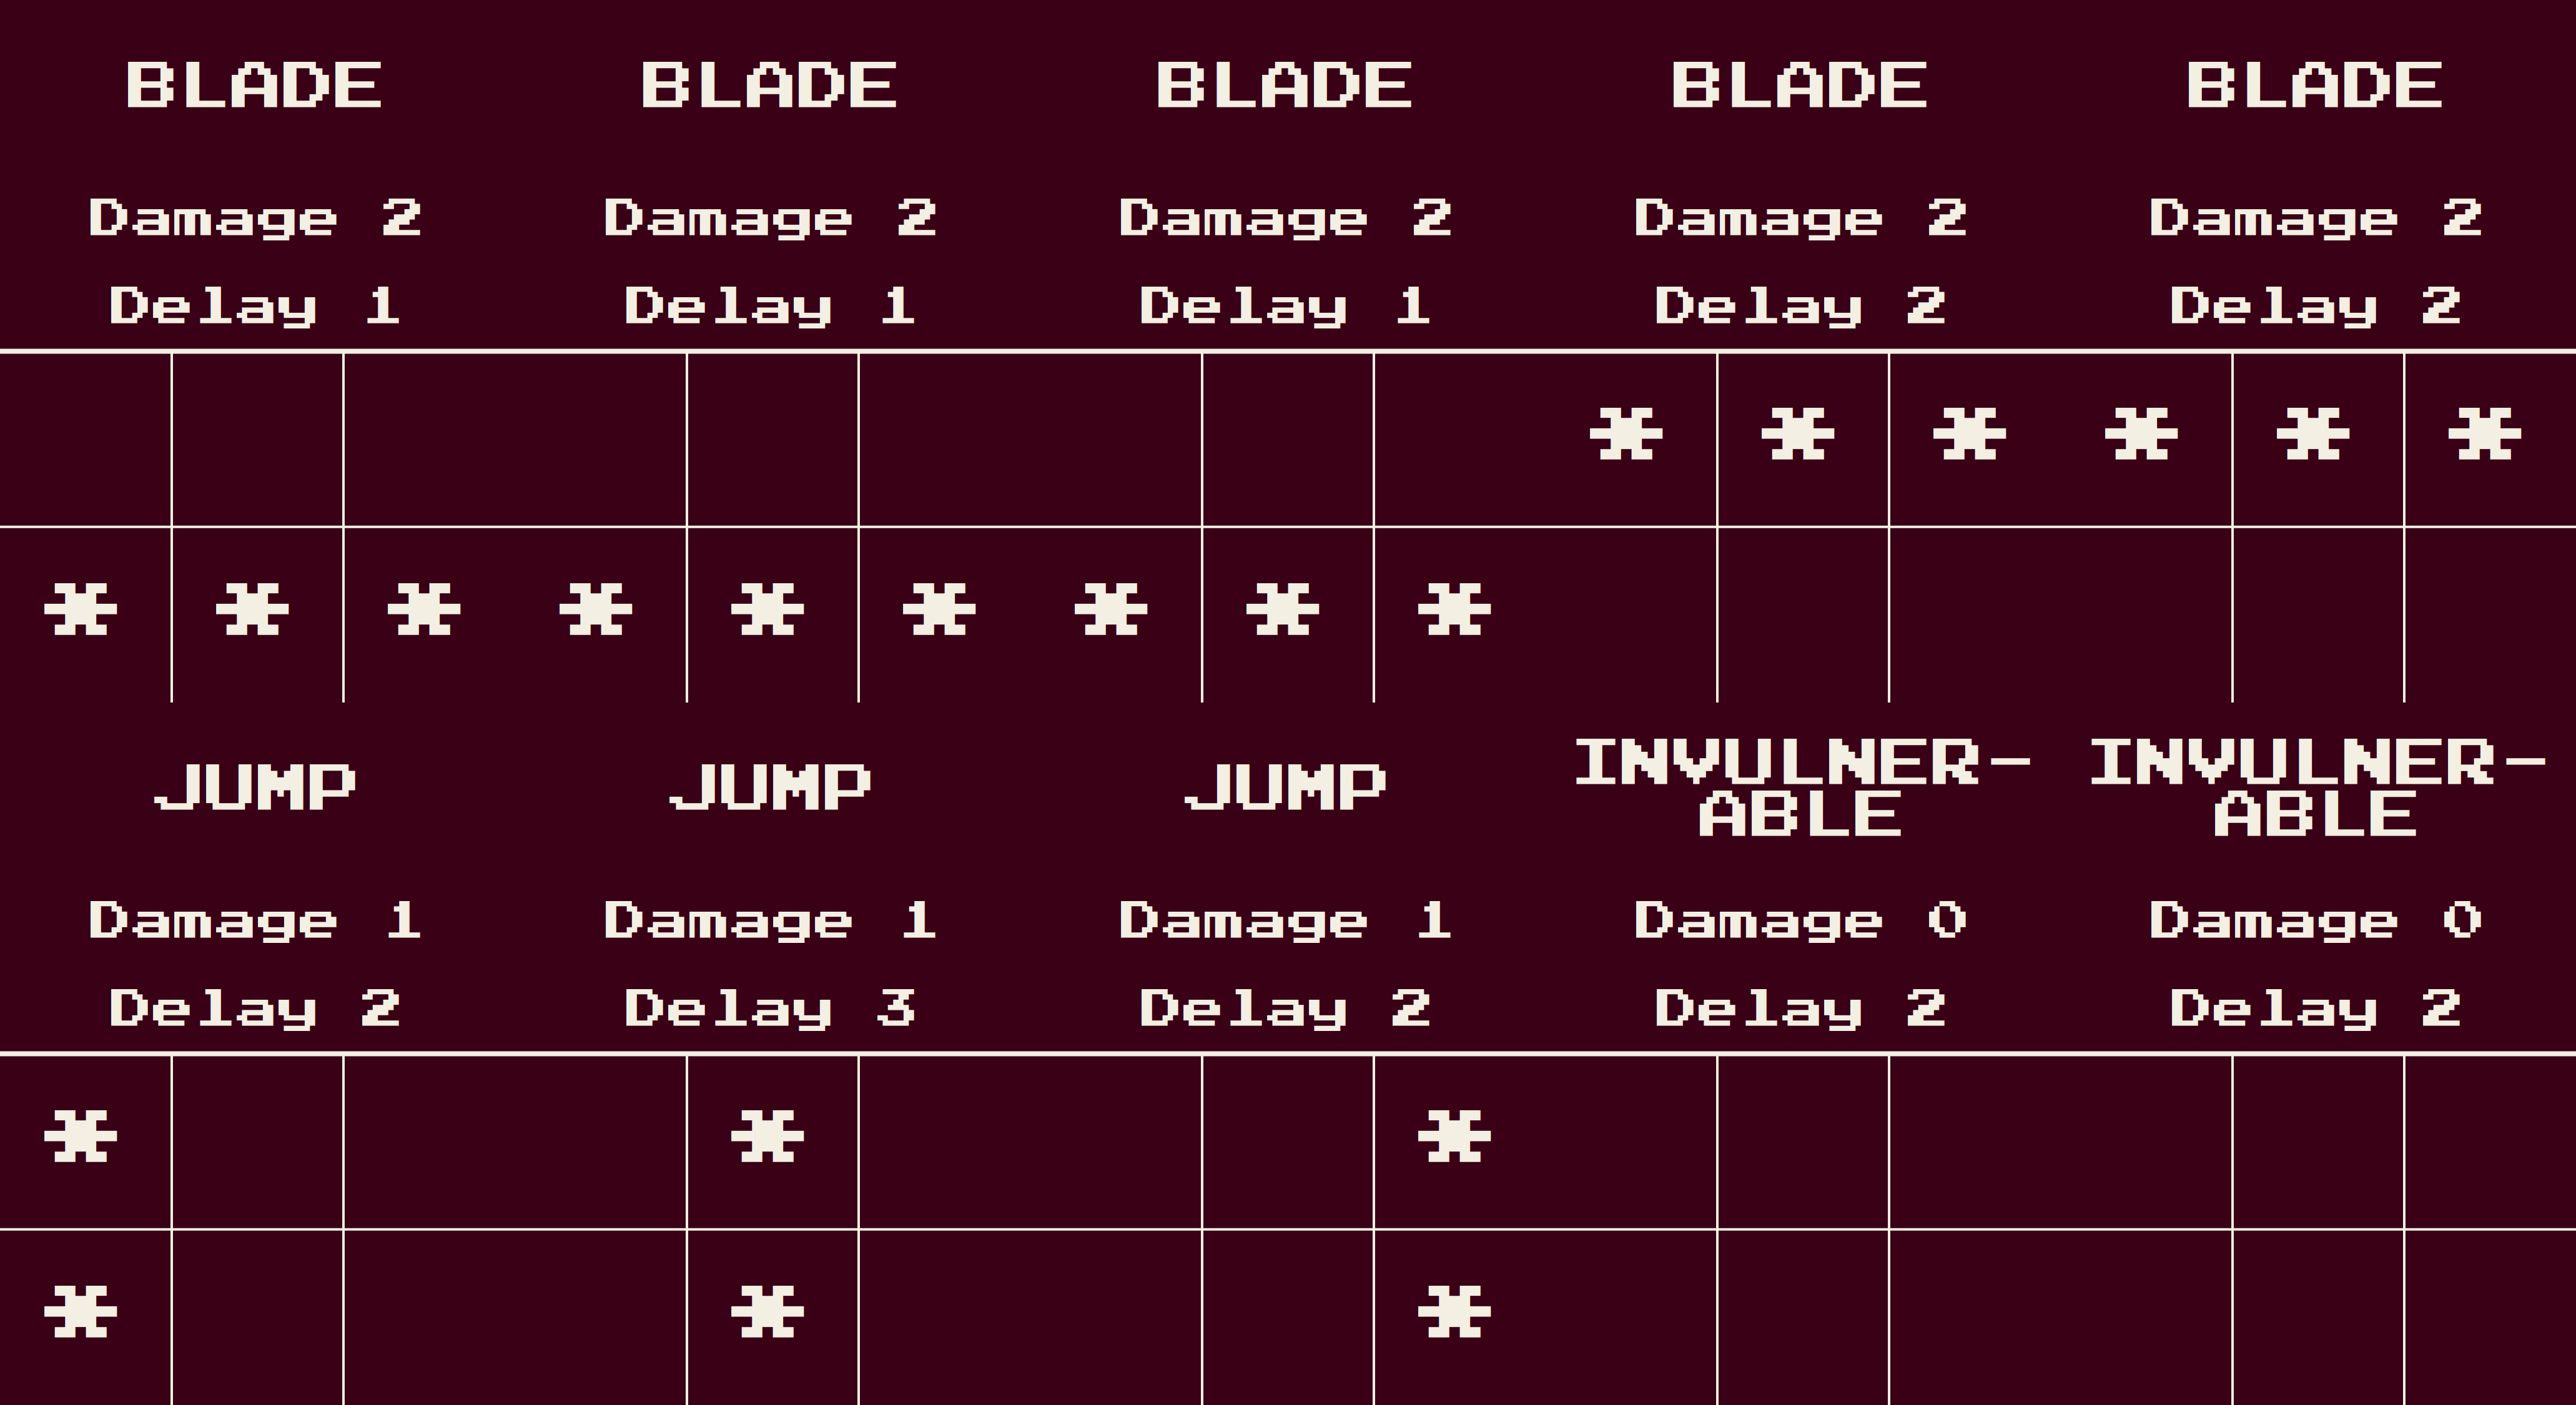 BLADE BLADE BLADE BLADE BLADE
Damage 2 Damage 2 Damage 2 Damage 2 Damage 2
Delay 1 Delay 1 Delay 1 Delay 2 Delay 2
* * * * * *
* * * * * * * * *
JUMP JUMP JUMP INVULNER- INVULNER-
ABLE ABLE
Damage 1 Damage 1 Damage 1 Damage 0 Damage 0
Delay 2 Delay 3 Delay 2 Delay 2 Delay 2
* * *
* * *